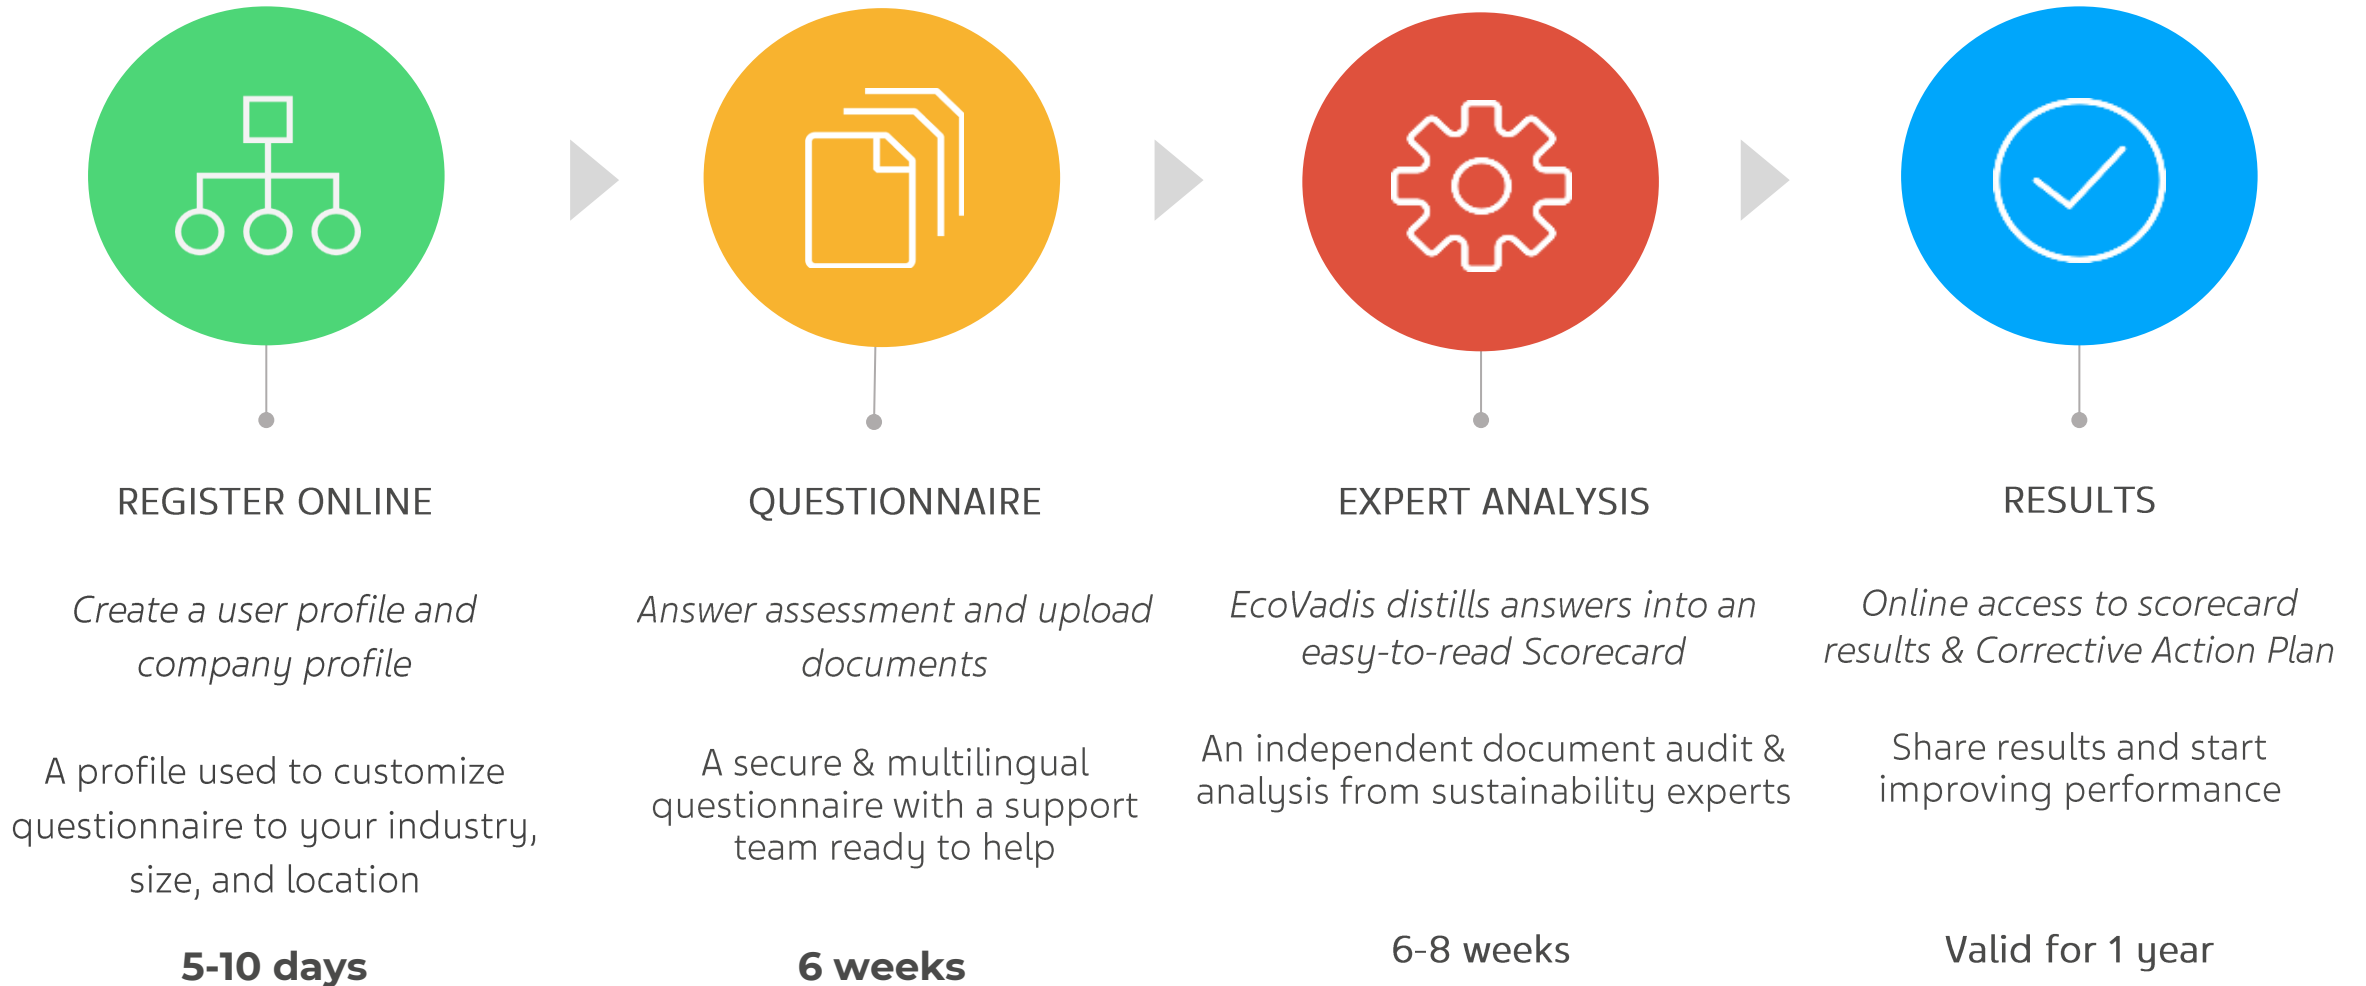 REGISTER ONLINE
Create a user profile and
company profile
A profile used to customize
questionnaire to your industry,
size, and location
5-10 days
QUESTIONNAIRE
Answer assessment and upload
documents
A secure & multilingual
questionnaire with a support
team ready to help
6 weeks
EXPERT ANALYSIS
EcoVadis distills answers into an
easy-to-read Scorecard
An independent document audit &
analysis from sustainability experts
6-8 weeks
RESULTS
Online access to scorecard
results & Corrective Action Plan
Share results and start
improving performance
Valid for 1 year